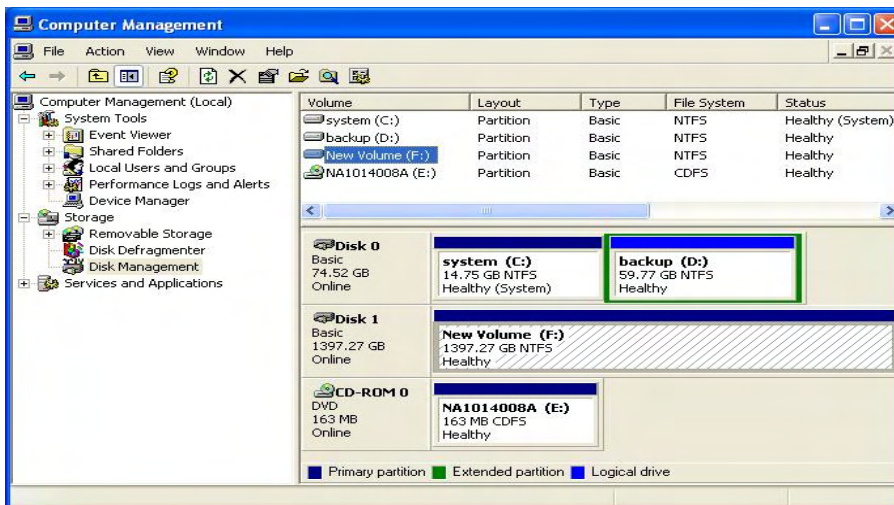 Computer Management
File Action View Window Help
Computer Management (Local)
System Tools
Event Viewer
Shared Folders
Local Users and Groups
Performance Logs and Alerts
Device Manager
Storage
Removable Storage
Disk Defragmenter
Disk Management
Services and Applications
Volume Layout Type File System Status
system (C:) Partition Basic NTFS Healthy (System)
backup (D:) Partition Basic NTFS Healthy
New Volume (F:) Partition Basic NTFS Healthy
NA1014008A (E:) Partition Basic CDFS Healthy
Disk 0
Basic
74.52 GB
Online
system (C:)
14.75 GB NTFS
Healthy (System)
backup (D:)
59.77 GB NTFS
Healthy
Disk 1
Basic
1397.27 GB
Online
New Volume (F:)
1397.27 GB NTFS
Healthy
CD-ROM 0
DVD
163 MB
Online
NA1014008A (E:)
163 MB CDFS
Healthy
Primary partition Extended partition Logical drive